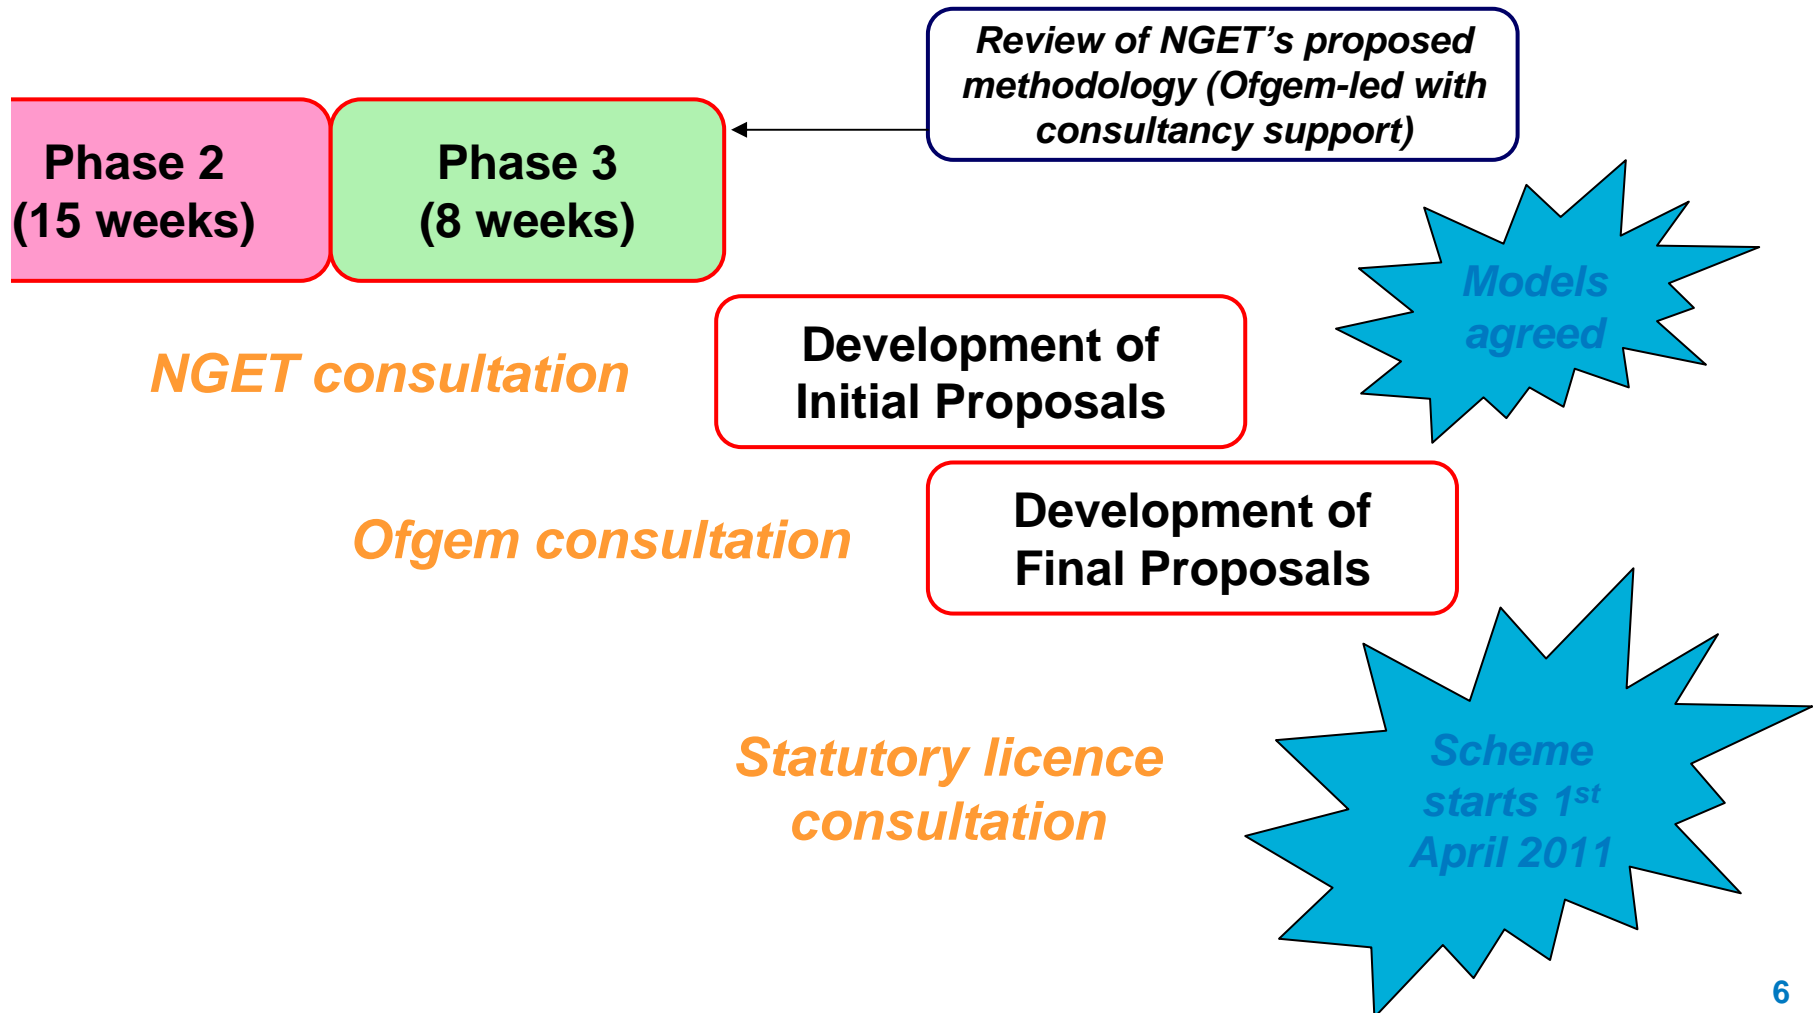 Review of NGET’s proposed
methodology (Ofgem-led with
consultancy support)
Phase 2
(15 weeks)
Phase 3
(8 weeks)
Models
agreed
Development of
Initial Proposals
NGET consultation
Development of
Final Proposals
Ofgem consultation
Statutory licence
consultation
Scheme
starts 1st
April 2011
6